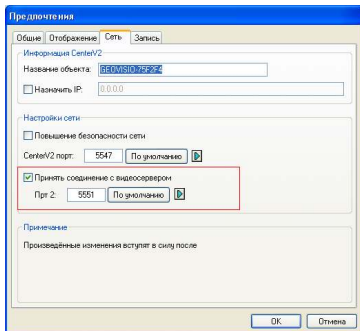 Предпочтения
Общие Отображение Сеть Запись
Информация CenterV2
Название объекта: GEOVISIO-75F2F4
Назначить IP: 0.0.0.0
Настройки сети
Повышение безопасности сети
CenterV2 порт: 5547 По умолчанию
Принять соединение с видеосервером
Прт 2: 5551 По умолчанию
Примечание
Произведённые изменения вступят в силу после
OK Отмена